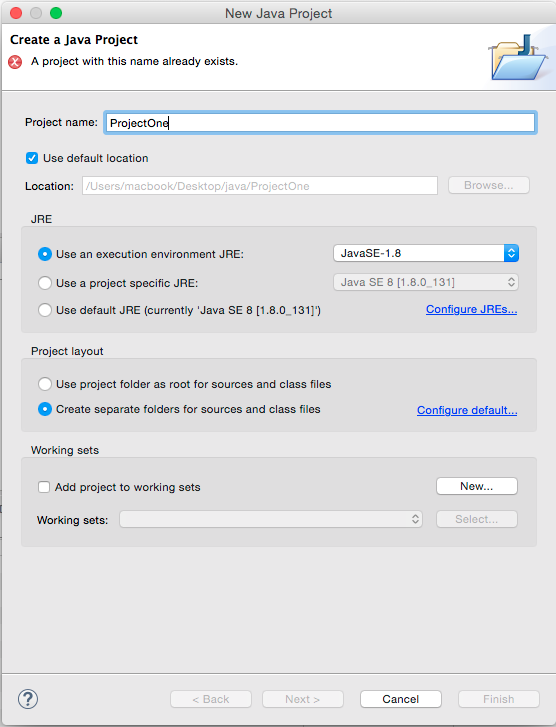 New Java Project
Create a Java Project
A project with this name already exists.
Project name: ProjectOne
Use default location
Location: /Users/macbook/Desktop/java/ProjectOne Browse...
JRE
Use an execution environment JRE: JavaSE-1.8
Use a project specific JRE: Java SE 8 [1.8.0_131]
Use default JRE (currently 'Java SE 8 [1.8.0_131]') Configure JREs...
Project layout
Use project folder as root for sources and class files
Create separate folders for sources and class files Configure default...
Working sets
Add project to working sets New...
Working sets: Select...
? < Back Next > Cancel Finish